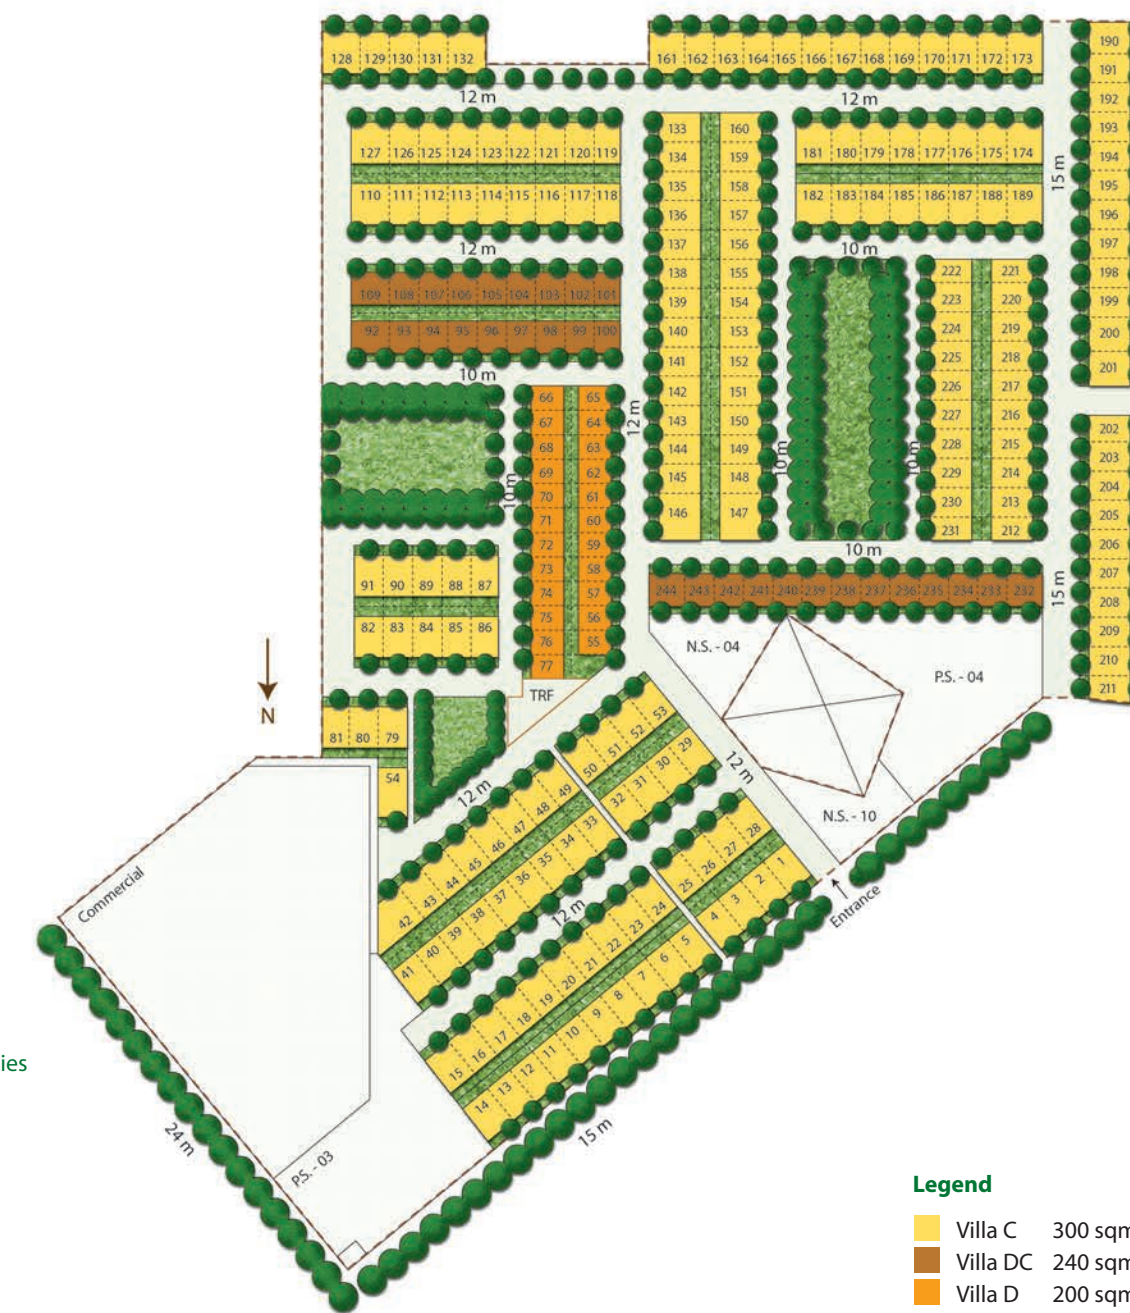 128 129 130 131 132
161 162 163 164 165 166 167 168 169 170 171 172 173
190
191
192
193
194
195
196
197
198
199
200
201
12 m
12 m
15 m
127 126 125 124 123 122 121 120 119
110 111 112 113 114 115 116 117 118
12 m
133 160
134 159
135 158
136 157
137 156
138 155
139 154
140 153
141 152
142 151
143 150
144 149
145 148
146 147
181 180 179 178 177 176 175 174
182 183 184 185 186 187 188 189
10 m
109 108 107 106 105 104 103 102 101
92 93 94 95 96 97 98 99 100
10 m
222 221
223 220
224 219
225 218
226 217
227 216
228 215
229 214
230 213
231 212
10 m
10 m
10 m
12 m
10 m
66 65
67 64
68 63
69 62
70 61
71 60
72 59
73 58
74 57
75 56
76 55
77
TRF
202
203
204
205
206
207
208
209
210
211
15 m
91 90 89 88 87
82 83 84 85 86
244 243 242 241 240 239 238 237 236 235 234 233 232
N.S. - 04
P.S. - 04
N.S. - 10
N
81 80 79
54
12 m
12 m
42 43 44 45 46 47 48 49 50 51 52 53
41 40 39 38 37 36 35 34 33 32 31 30 29
12 m
15 16 17 18 19 20 21 22 23 24 25 26 27 28
14 13 12 11 10 9 8 7 6 5 4 3 2 1
Entrance
Commercial
ies
24 m
P.S. - 03
15 m
Legend
Villa C 300 sqm
Villa DC 240 sqm
Villa D 200 sqm